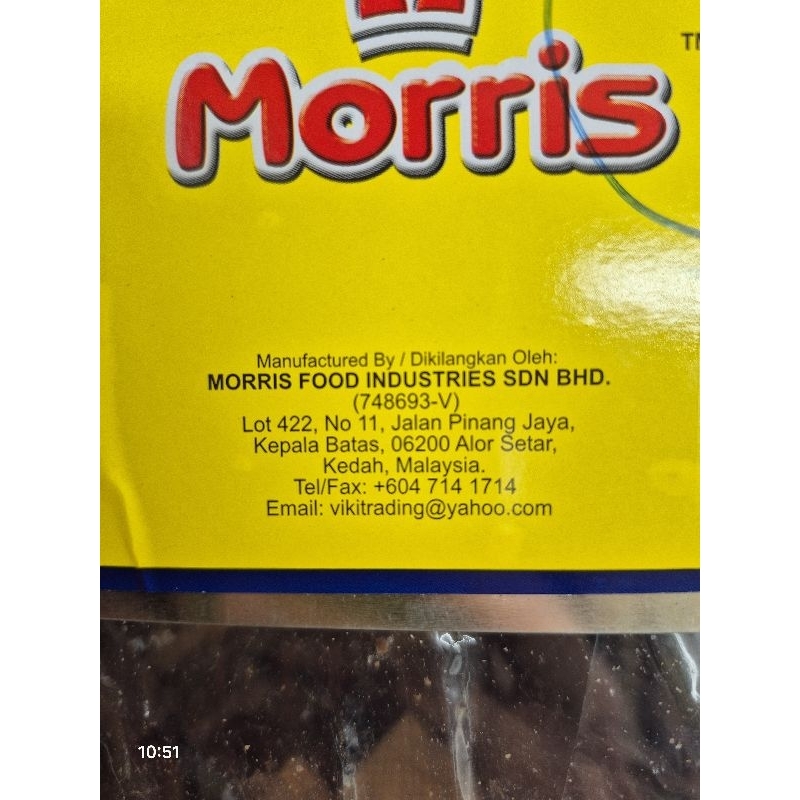 TM
Morris
Manufactured By / Dikilangkan Oleh:
MORRIS FOOD INDUSTRIES SDN BHD.
(748693-V)
Lot 422, No 11, Jalan Pinang Jaya,
Kepala Batas, 06200 Alor Setar,
Kedah, Malaysia.
Tel/Fax: +604 714 1714
Email: vikitrading@yahoo.com
10:51